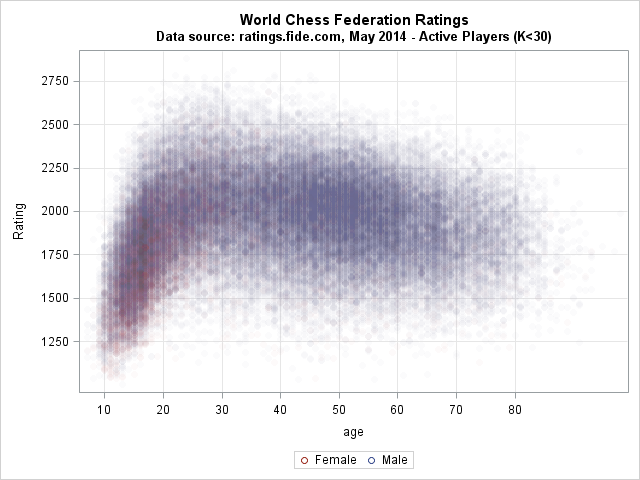 World Chess Federation Ratings
Data source: ratings.fide.com, May 2014 - Active Players (K<30)
2750
2500
2250
2000
1750
1500
1250
Rating
10 20 30 40 50 60 70 80
age
Female Male